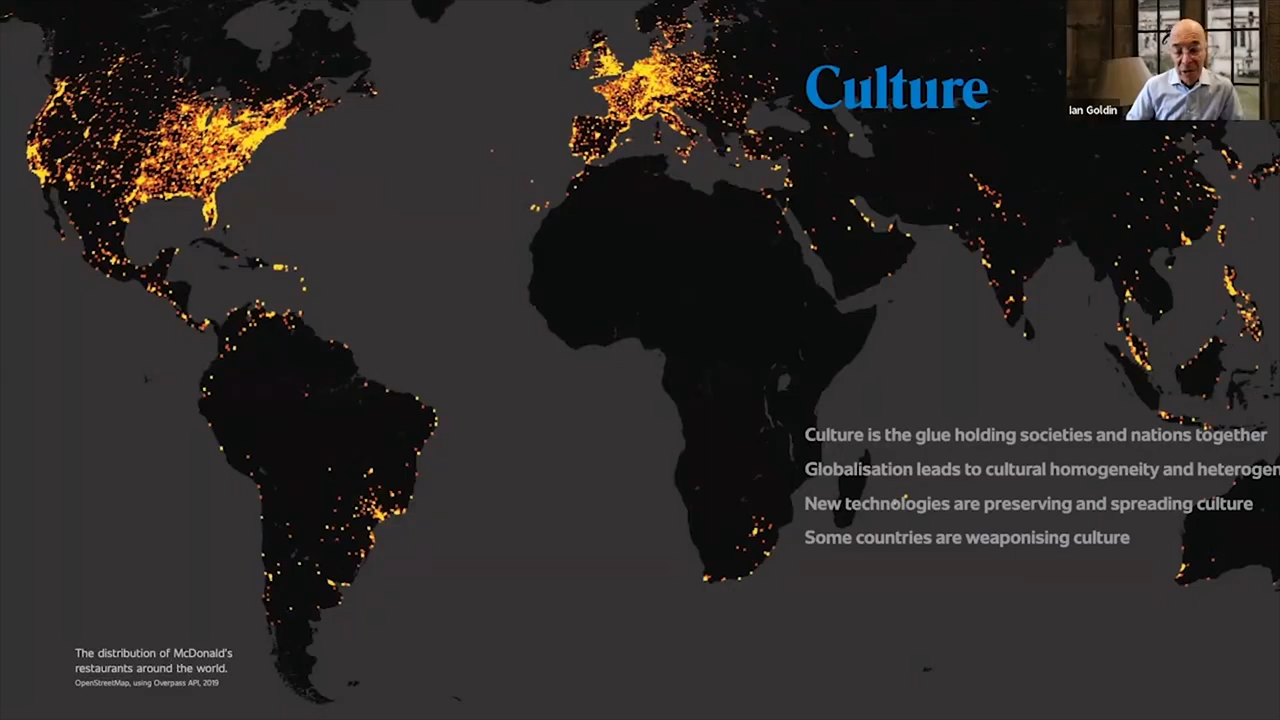 Culture
Ian Goldin
Culture is the glue holding societies and nations together
Globalisation leads to cultural homogeneity and heterogen
New technologies are preserving and spreading culture
Some countries are weaponising culture
The distribution of McDonald's
restaurants around the world.
OpenStreetMap, using Overpass API, 2019